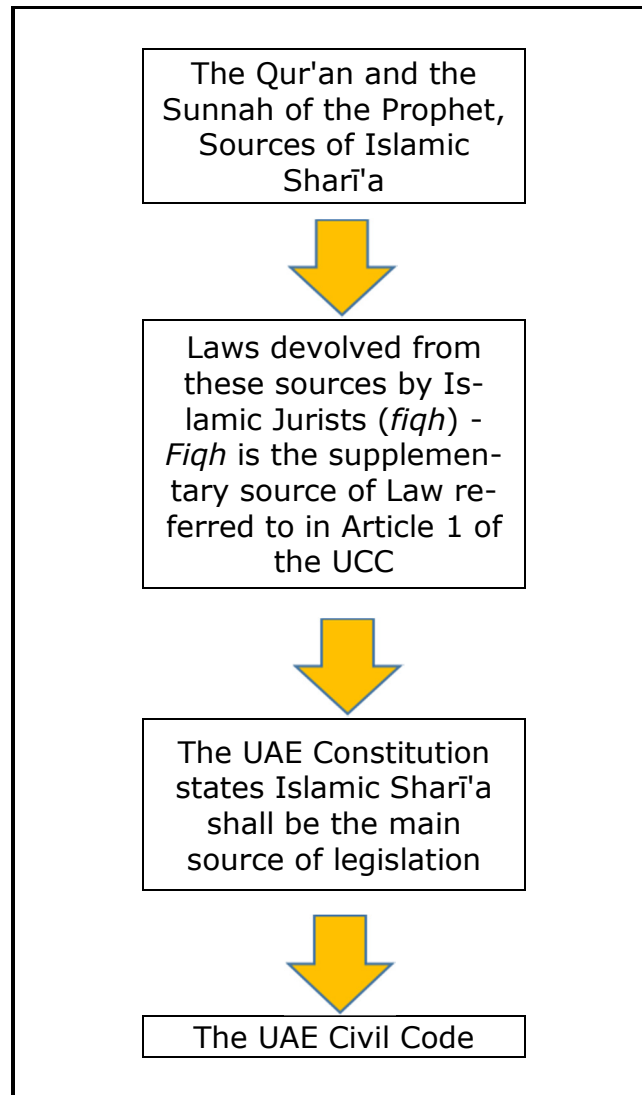 The Qur'an and the
Sunnah of the Prophet,
Sources of Islamic
Sharī'a
Laws devolved from
these sources by Is-
lamic Jurists (fiqh) -
Fiqh is the supplemen-
tary source of Law re-
ferred to in Article 1 of
the UCC
The UAE Constitution
states Islamic Sharī'a
shall be the main
source of legislation
The UAE Civil Code